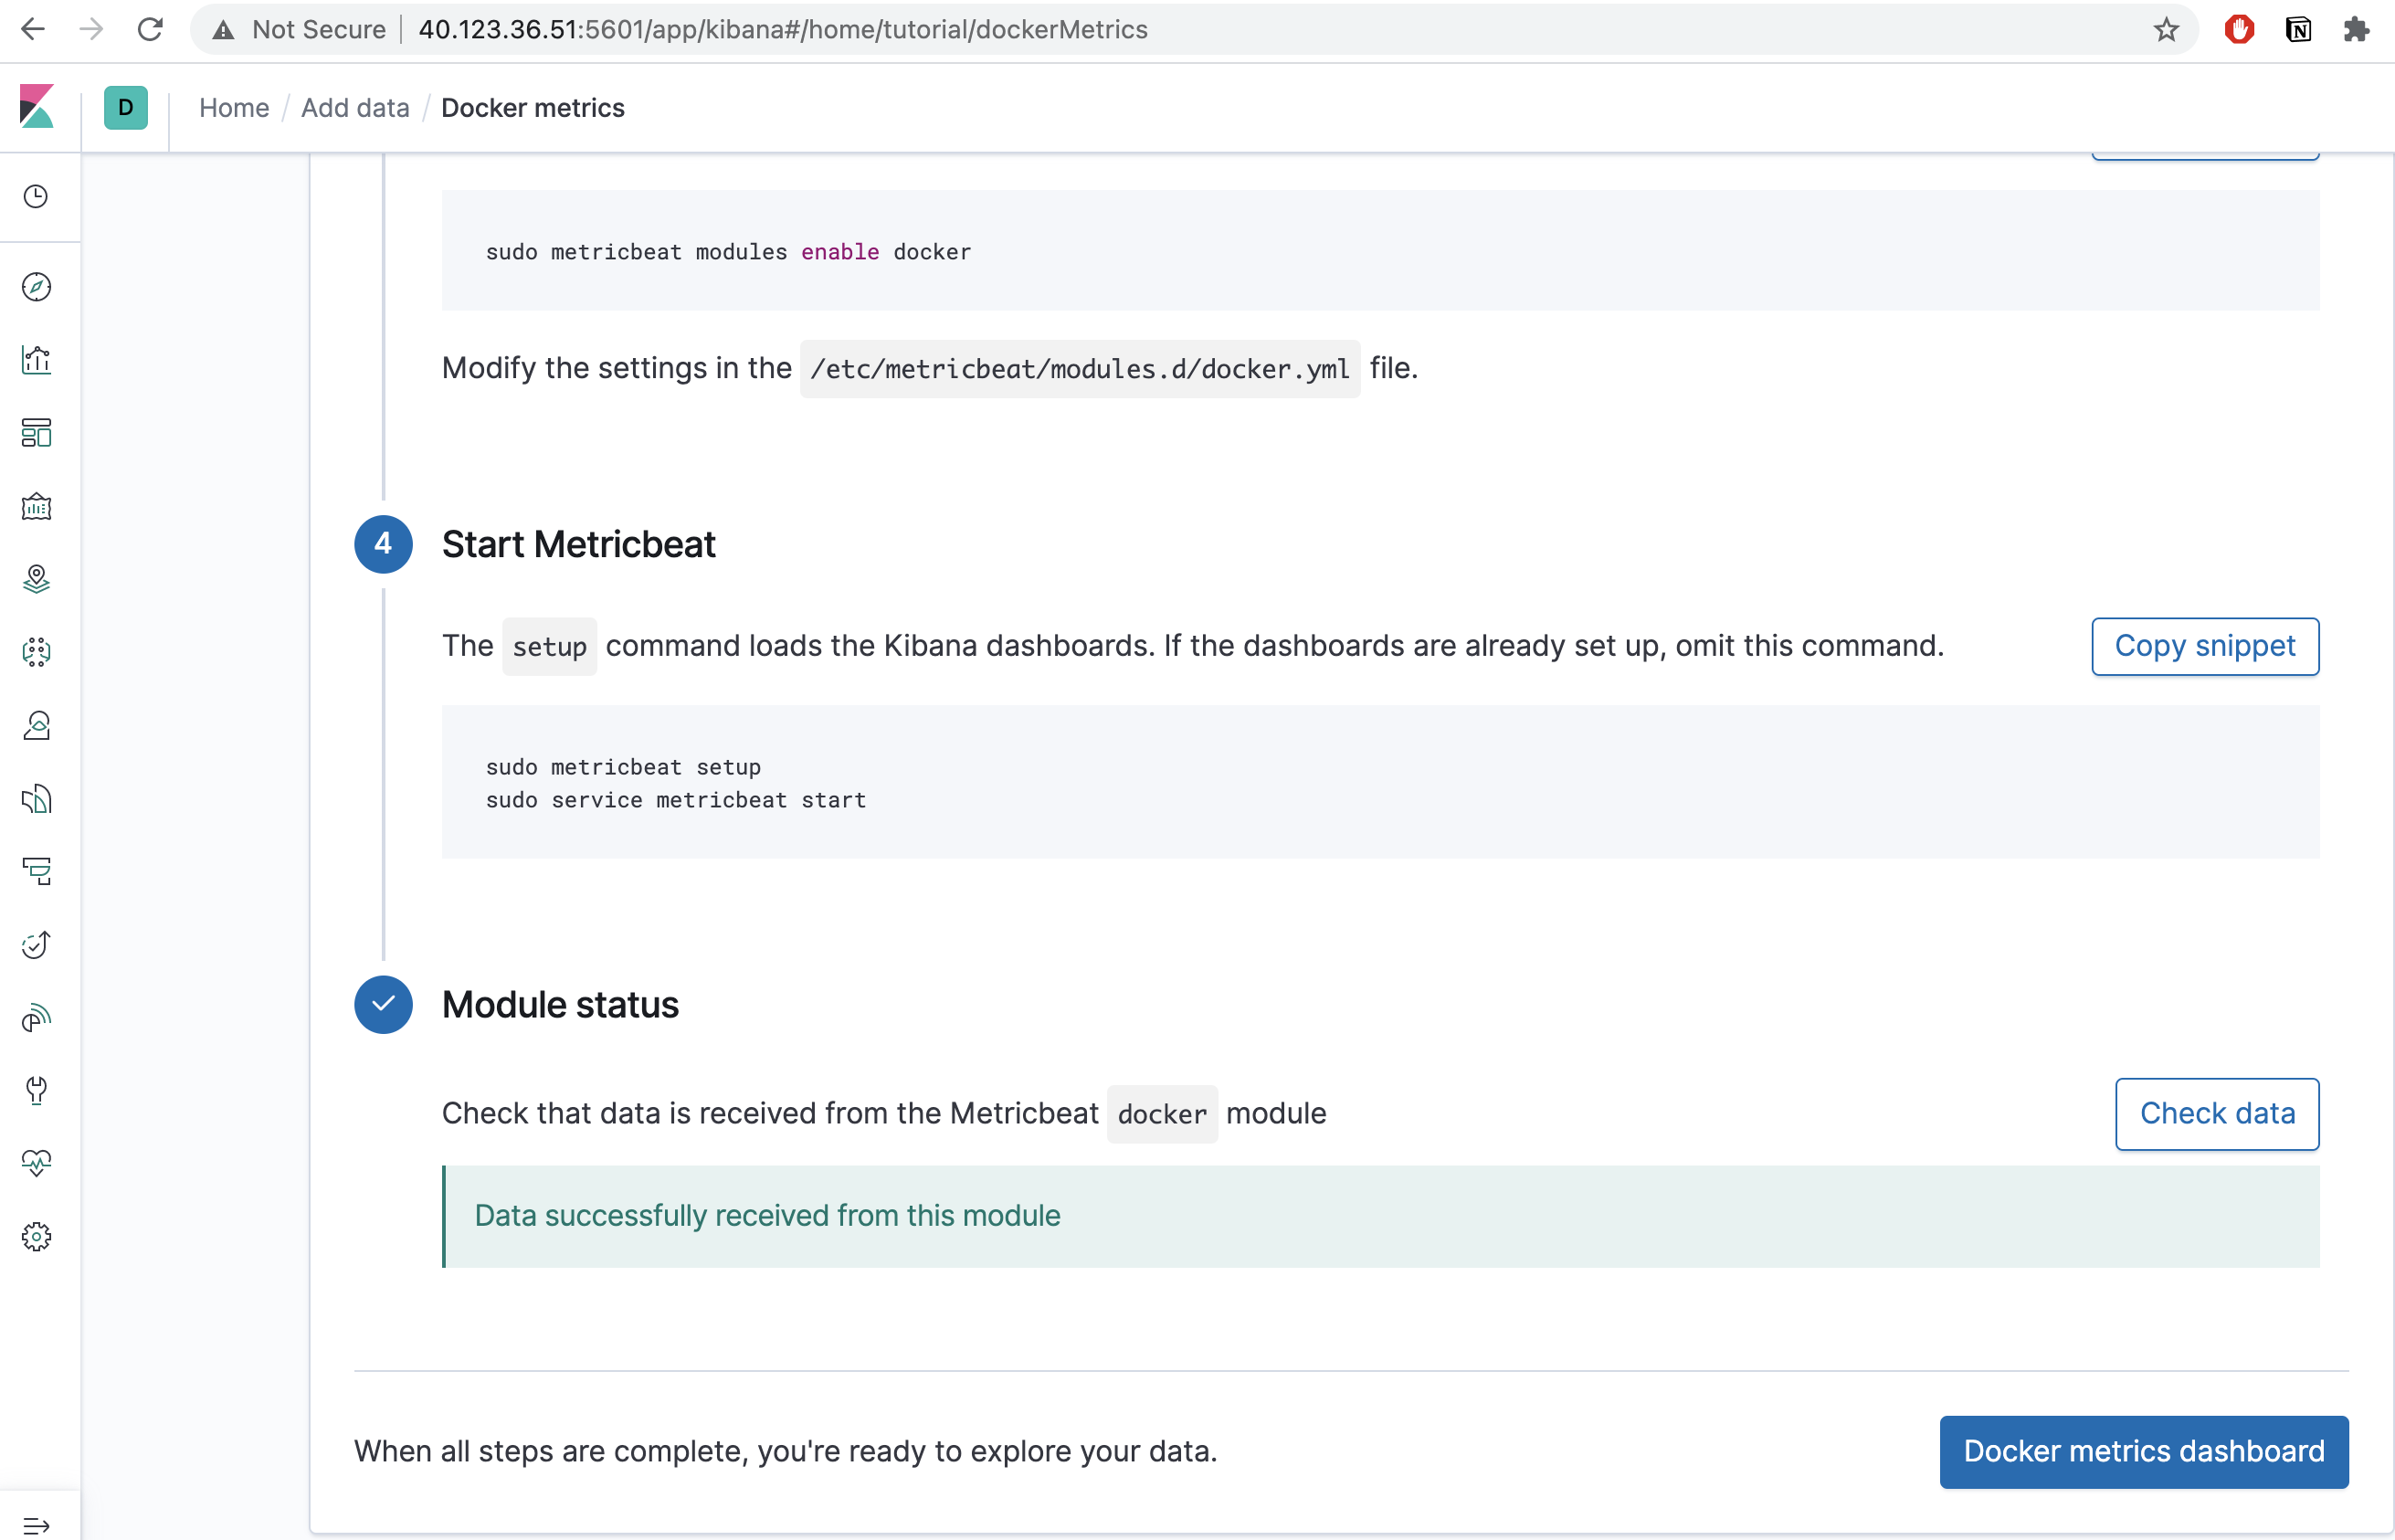 Not Secure 40.123.36.51:5601/app/kibana#/home/tutorial/dockerMetrics
D Home / Add data / Docker metrics
sudo metricbeat modules enable docker
Modify the settings in the /etc/metricbeat/modules.d/docker.yml file.
4 Start Metricbeat
The setup command loads the Kibana dashboards. If the dashboards are already set up, omit this command. Copy snippet
sudo metricbeat setup
sudo service metricbeat start
Module status
Check that data is received from the Metricbeat docker module Check data
Data successfully received from this module
When all steps are complete, you're ready to explore your data. Docker metrics dashboard